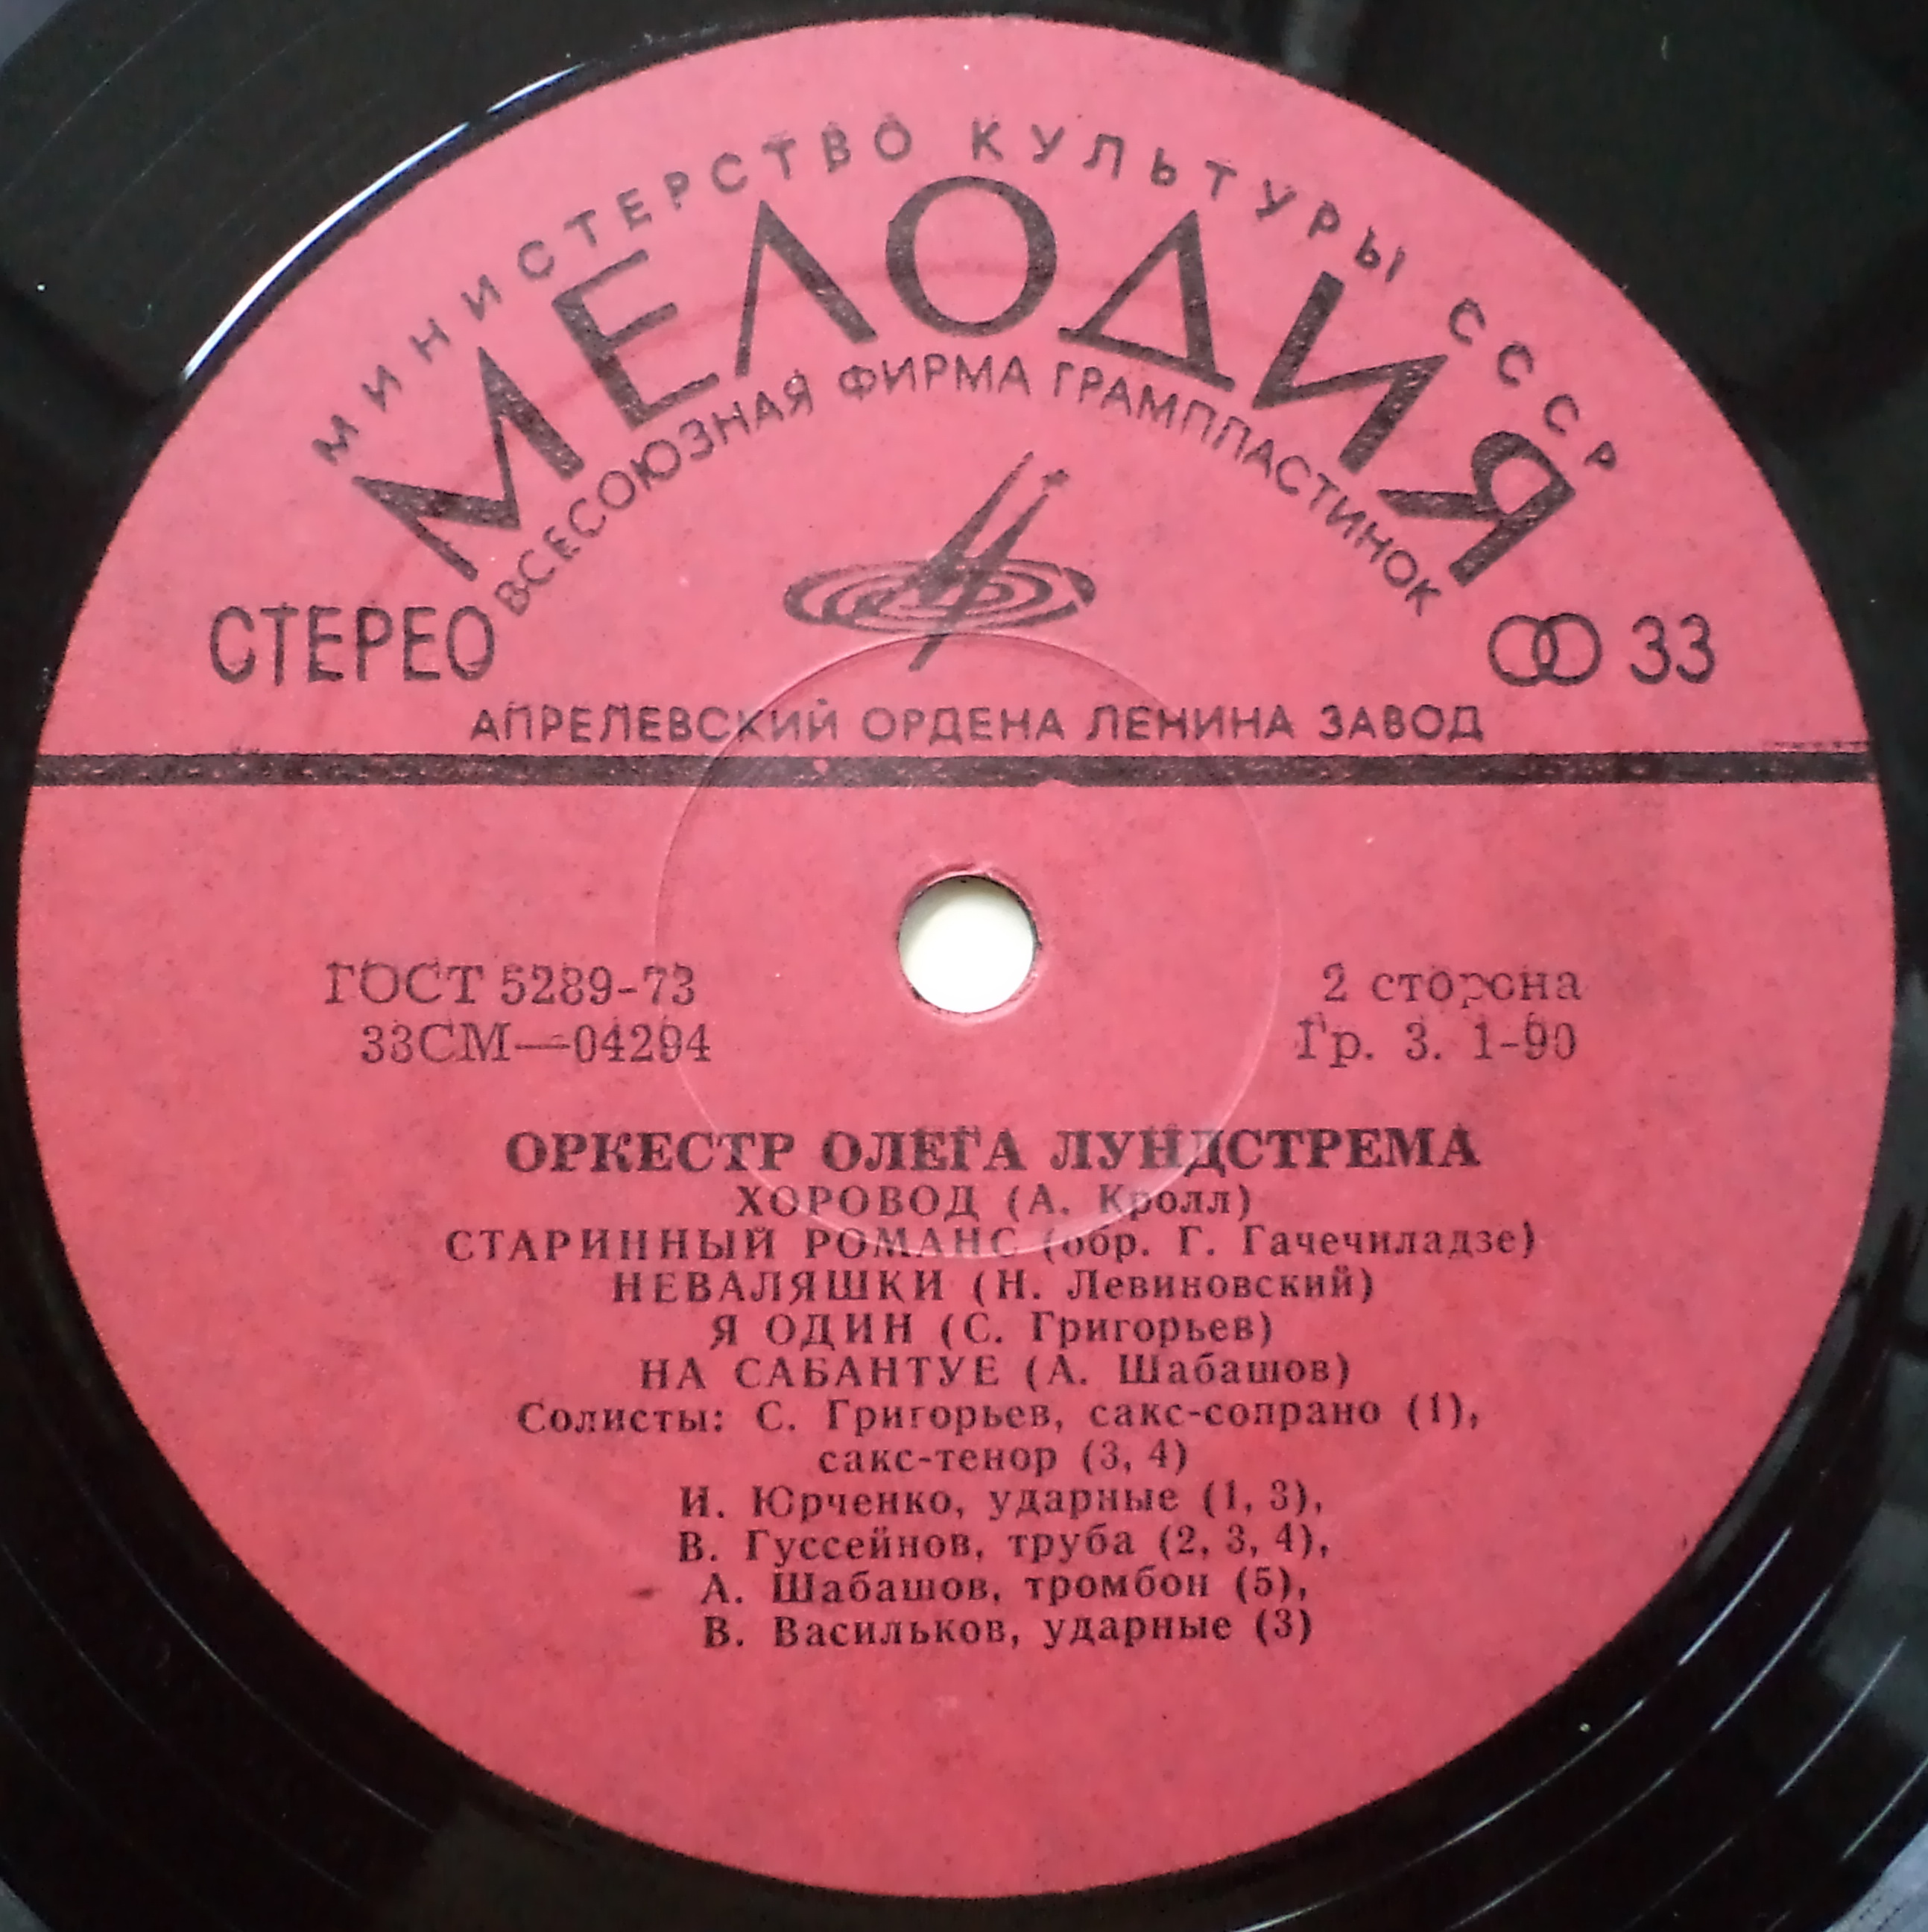 МИНИСТЕРСТВО КУЛЬТУРЫ СССР
МЕЛОДИЯ
ВСЕСОЮЗНАЯ ФИРМА ГРАМПЛАСТИНОК
СТЕРЕО
33
АПРЕЛЕВСКИЙ ОРДЕНА ЛЕНИНА ЗАВОД
ГОСТ 5289-73
2 сторона
33СМ—04294
Гр. 3. 1-90
ОРКЕСТР ОЛЕГА ЛУНДСТРЕМА
ХОРОВОД (А. Кролл)
СТАРИННЫЙ РОМАНС (обр. Г. Гачечиладзе)
НЕВАЛЯШКИ (Н. Левиновский)
Я ОДИН (С. Григорьев)
НА САБАНТУЕ (А. Шабашов)
Солисты: С. Григорьев, сакс-сопрано (1),
сакс-тенор (3, 4)
И. Юрченко, ударные (1, 3),
В. Гуссейнов, труба (2, 3, 4),
А. Шабашов, тромбон (5),
В. Васильков, ударные (3)